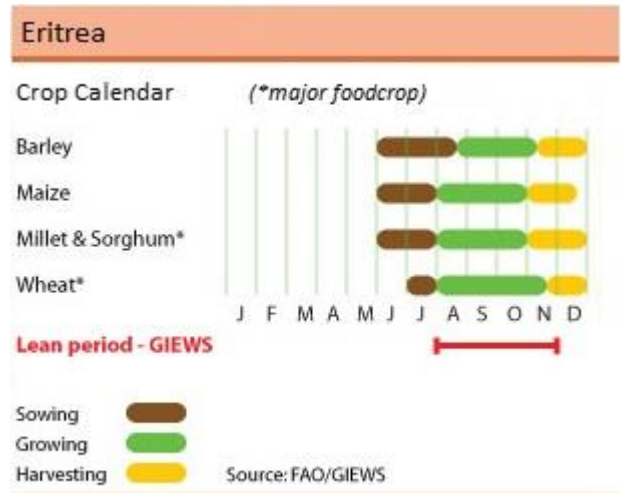 Eritrea
Crop Calendar (*major foodcrop)
Barley
Maize
Millet & Sorghum*
Wheat*
J F M A M J J A S O N D
Lean period - GIEWS
Sowing
Growing
Harvesting Source: FAO/GIEWS